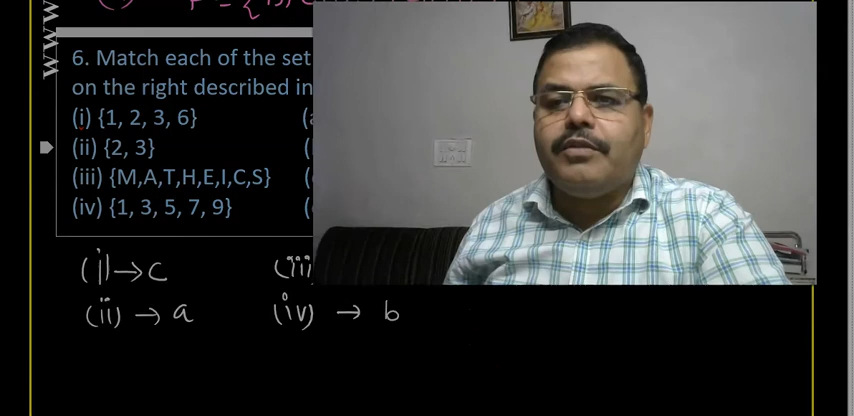 6. Match each of the set
on the right described in
(i) {1, 2, 3, 6}
(ii) {2, 3}
(iii) {M,A,T,H,E,I,C,S}
(iv) {1, 3, 5, 7, 9}
(i) → c (iii)
(ii) → a (iv) → b